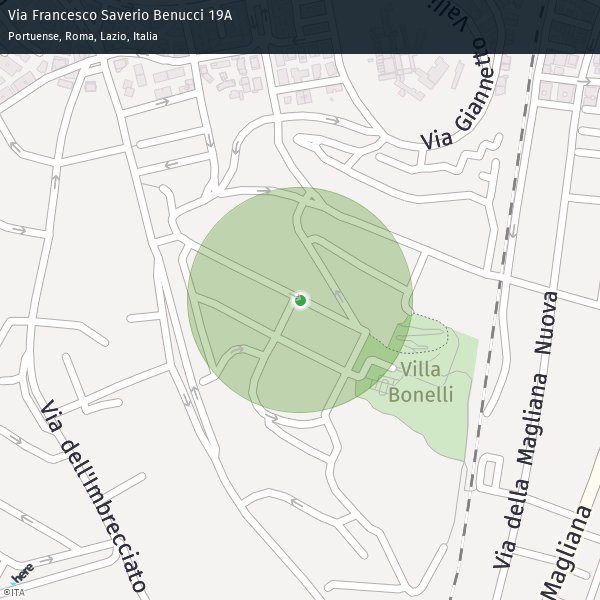 Via Francesco Saverio Benucci 19A
Portuense, Roma, Lazio, Italia
Via Giannetto Valli
Via della Magliana Nuova
Villa
Bonelli
Via dell'Imbrecciato
Magliana
here
©ITA